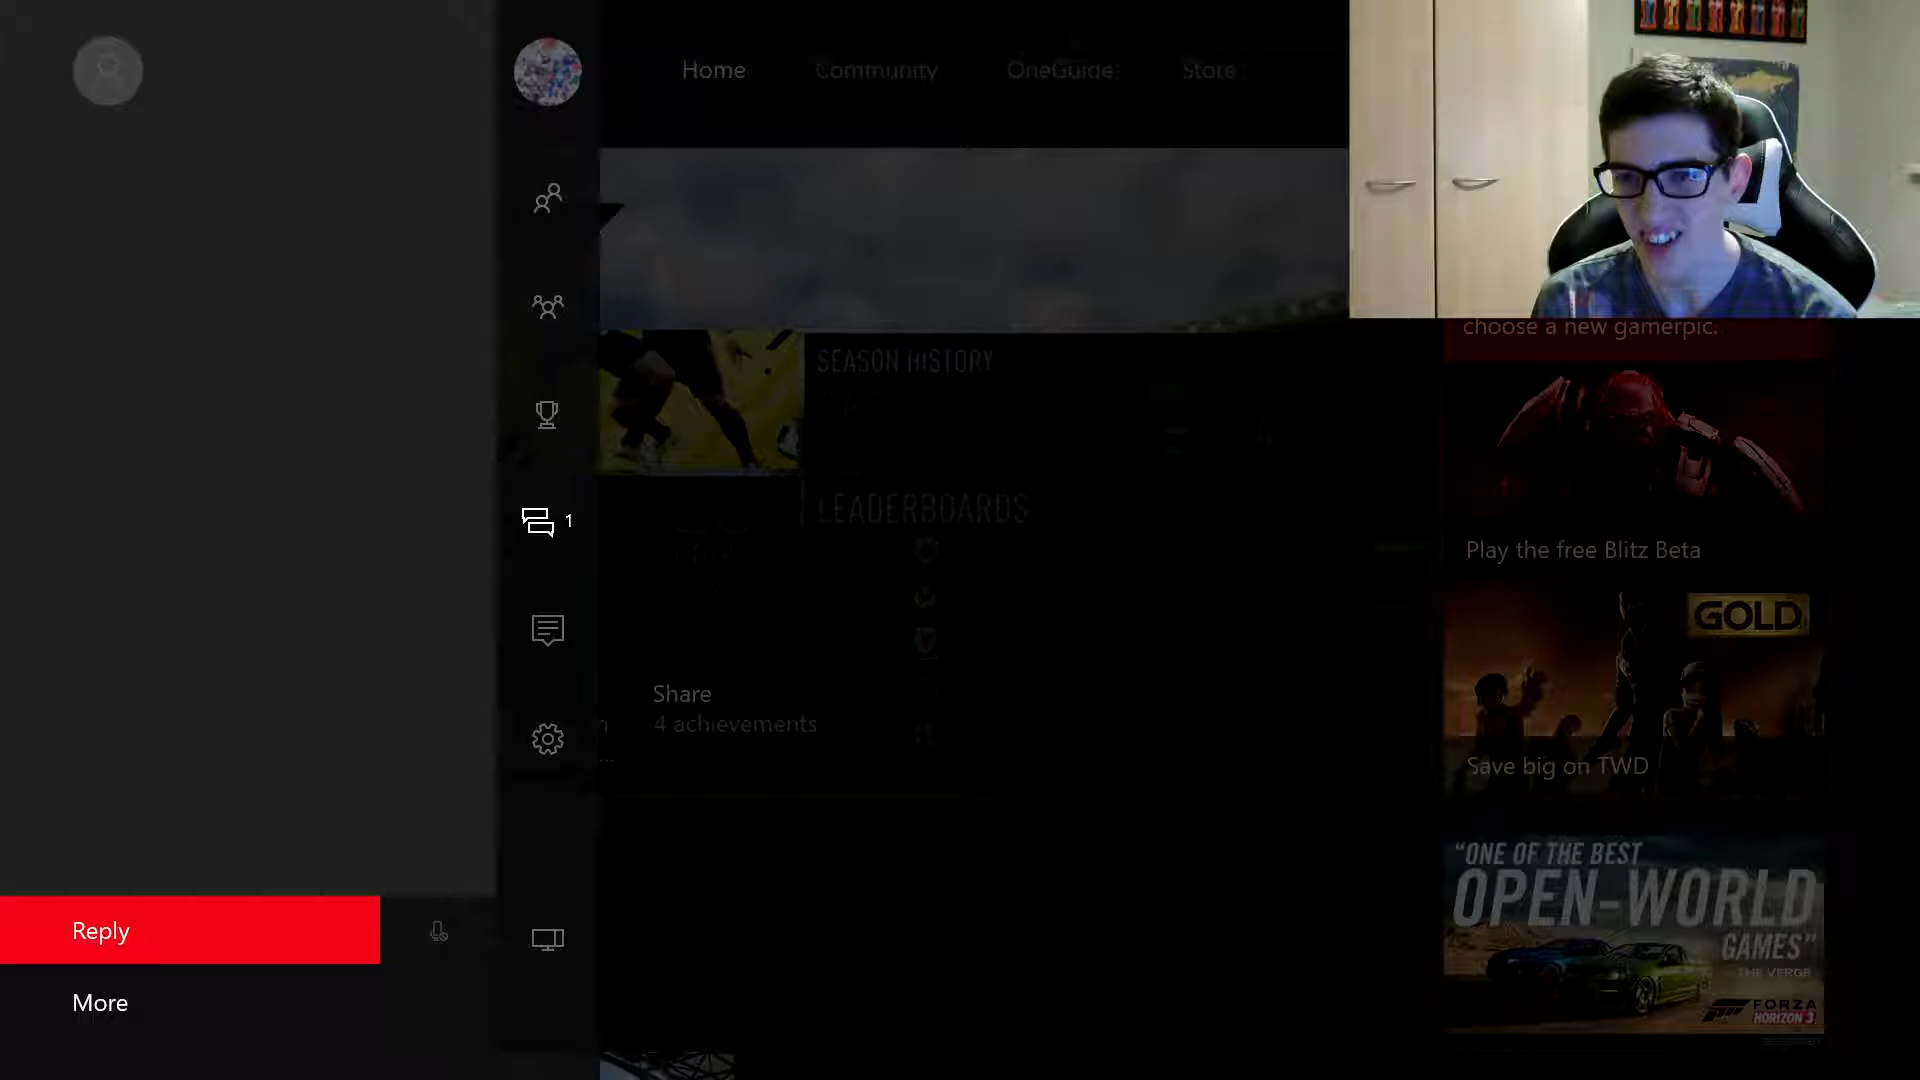 Home
Community
OneGuide
Store
choose a new gamerpic.
SEASON HISTORY
1
LEADERBOARDS
Play the free Blitz Beta
GOLD
Share
4 achievements
...
Save big on TWD
"ONE OF THE BEST
OPEN-WORLD
GAMES"
THE VERGE
FORZA
HORIZON 3
Reply
More